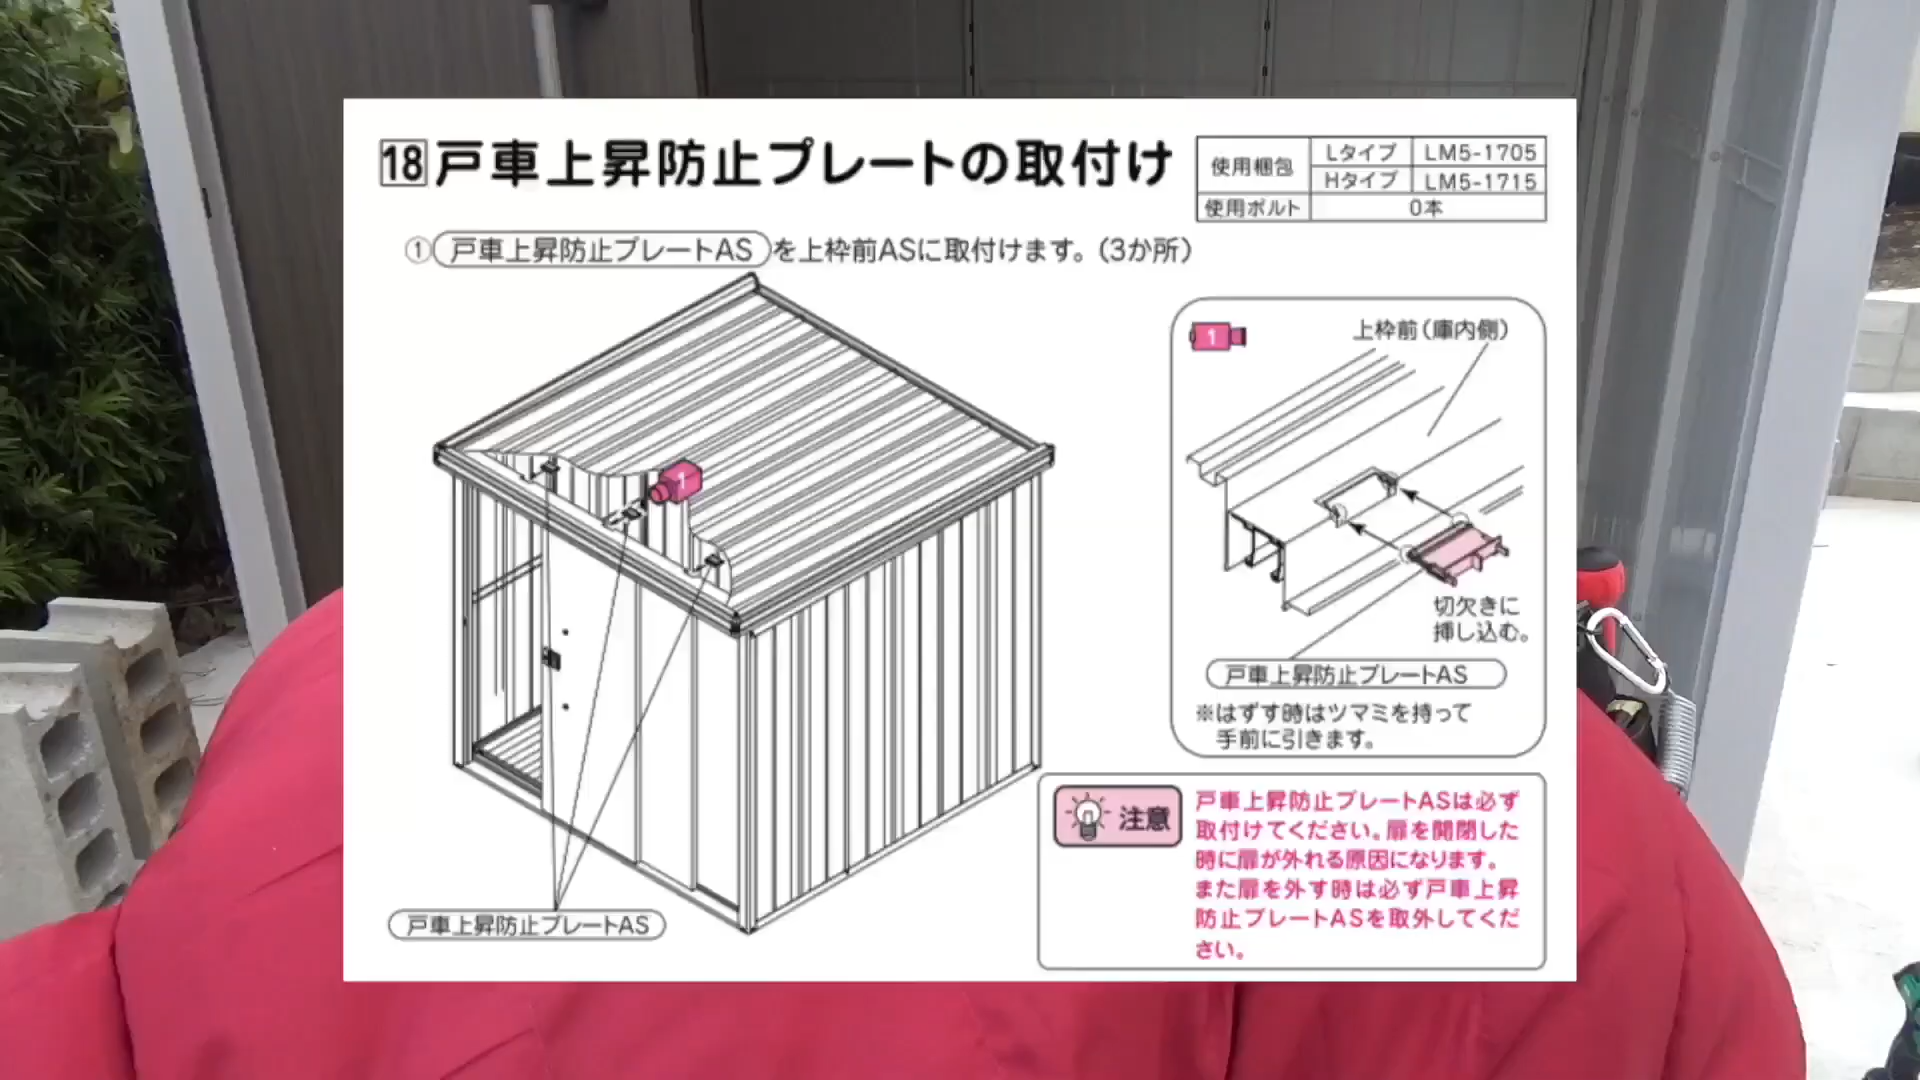 18 戸車上昇防止プレートの取付け
使用梱包 Lタイプ LM5-1705
Hタイプ LM5-1715
使用ボルト 0本
①戸車上昇防止プレートASを上枠前ASに取付けます。(3か所)
1
戸車上昇防止プレートAS
1
上枠前(庫内側)
切欠きに
挿し込む。
戸車上昇防止プレートAS
※はずす時はツマミを持って
手前に引きます。
注意
戸車上昇防止プレートASは必ず
取付けてください。扉を開閉した
時に扉が外れる原因になります。
また扉を外す時は必ず戸車上昇
防止プレートASを取外してくだ
さい。